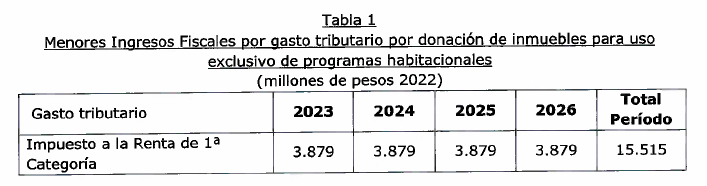 Tabla 1
Menores Ingresos Fiscales por gasto tributario por donación de inmuebles para uso
exclusivo de programas habitacionales
(millones de pesos 2022)
Gasto tributario 2023 2024 2025 2026 Total Período
Impuesto a la Renta de 1ª Categoría 3.879 3.879 3.879 3.879 15.515